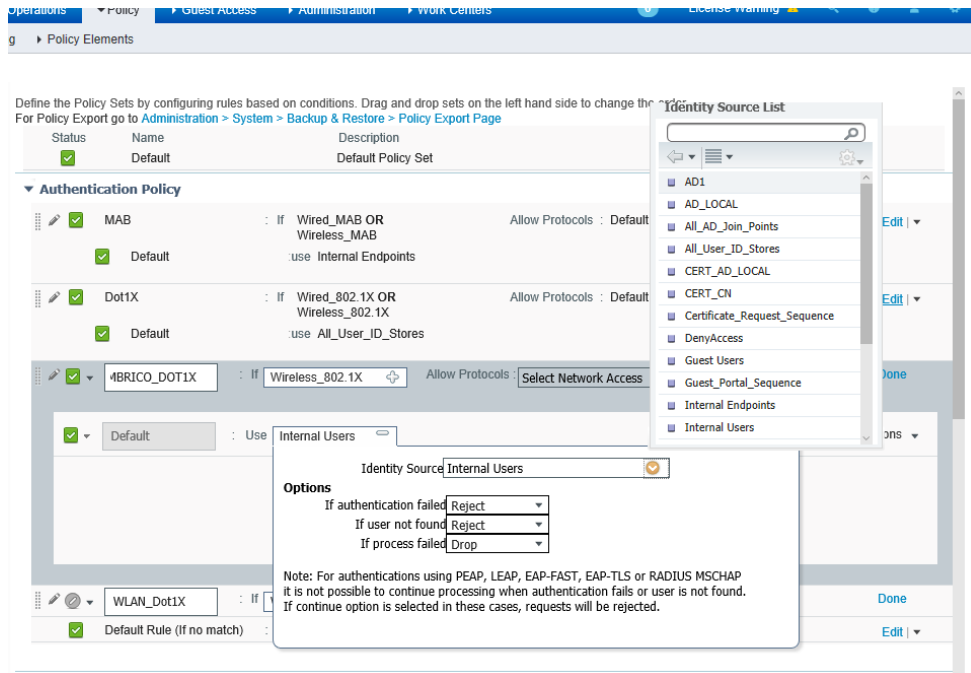 Operations Policy Guest Access Administration Work Centers License Warning
g Policy Elements
Define the Policy Sets by configuring rules based on conditions. Drag and drop sets on the left hand side to change the order.
For Policy Export go to Administration > System > Backup & Restore > Policy Export Page
Status Name Description
Default Default Policy Set
Authentication Policy
MAB : If Wired_MAB OR Allow Protocols : Default Edit |
Wireless_MAB
Default :use Internal Endpoints
Dot1X : If Wired_802.1X OR Allow Protocols : Default Edit |
Wireless_802.1X
Default :use All_User_ID_Stores
MBRICO_DOT1X : If Wireless_802.1X Allow Protocols : Select Network Access Done
Default : Use Internal Users ons
Identity Source List
AD1
AD_LOCAL
All_AD_Join_Points
All_User_ID_Stores
CERT_AD_LOCAL
CERT_CN
Certificate_Request_Sequence
DenyAccess
Guest Users
Guest_Portal_Sequence
Internal Endpoints
Internal Users
Identity Source Internal Users
Options
If authentication failed Reject
If user not found Reject
If process failed Drop
Note: For authentications using PEAP, LEAP, EAP-FAST, EAP-TLS or RADIUS MSCHAP
it is not possible to continue processing when authentication fails or user is not found.
If continue option is selected in these cases, requests will be rejected.
WLAN_Dot1X : If Done
Default Rule (If no match) : Edit |